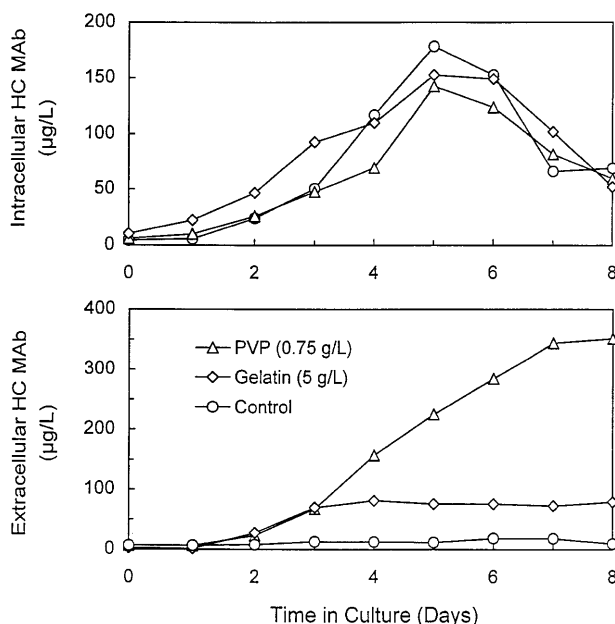 Intracellular HC MAb
(µg/L)
200
150
100
50
0
0 2 4 6 8
Extracellular HC MAb
(µg/L)
400
300
200
100
0
PVP (0.75 g/L)
Gelatin (5 g/L)
Control
0 2 4 6 8
Time in Culture (Days)